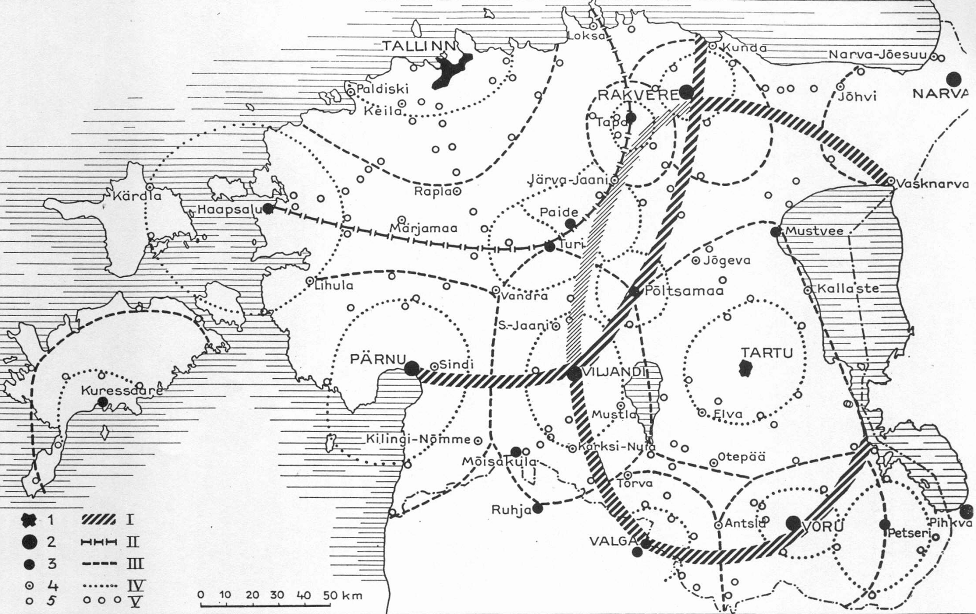 Loksa
TALLINN
Kunda
Narva-Jõesuu
Paldiski
RAKVERE
NARVA
Jõhvi
Keila
Tapa
Järva-Jaani
Vasknarva
Rapla
Kärdla
Haapsalu
Paide
Märjamaa
Türi
Mustvee
Jõgeva
Lihula
Vändra
Põltsamaa
Kallaste
S-Jaani
PÄRNU
Sindi
TARTU
VILJANDI
Kuressaare
Mustla
Elva
Kilingi-Nõmme
Karksi-Nuia
Mõisaküla
Otepää
Tõrva
Ruhja
Antsla
VÕRU
Petseri
Pihkva
VALGA
1 I
2 II
3 III
4 IV
5 V
0 10 20 30 40 50 km